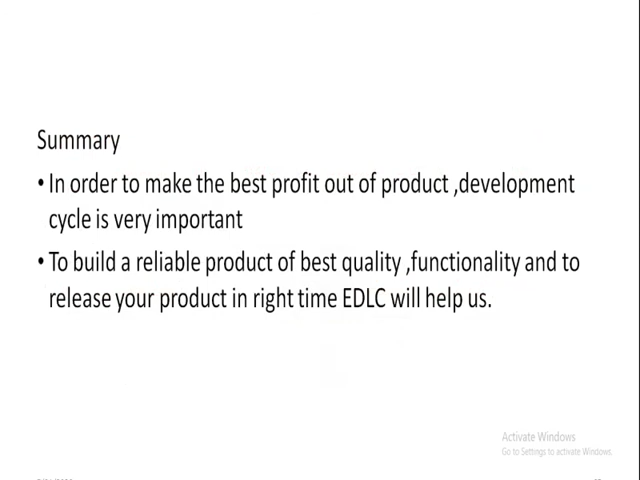 Summary
• In order to make the best profit out of product ,development
cycle is very important
• To build a reliable product of best quality ,functionality and to
release your product in right time EDLC will help us.
Activate Windows
Go to Settings to activate Windows.